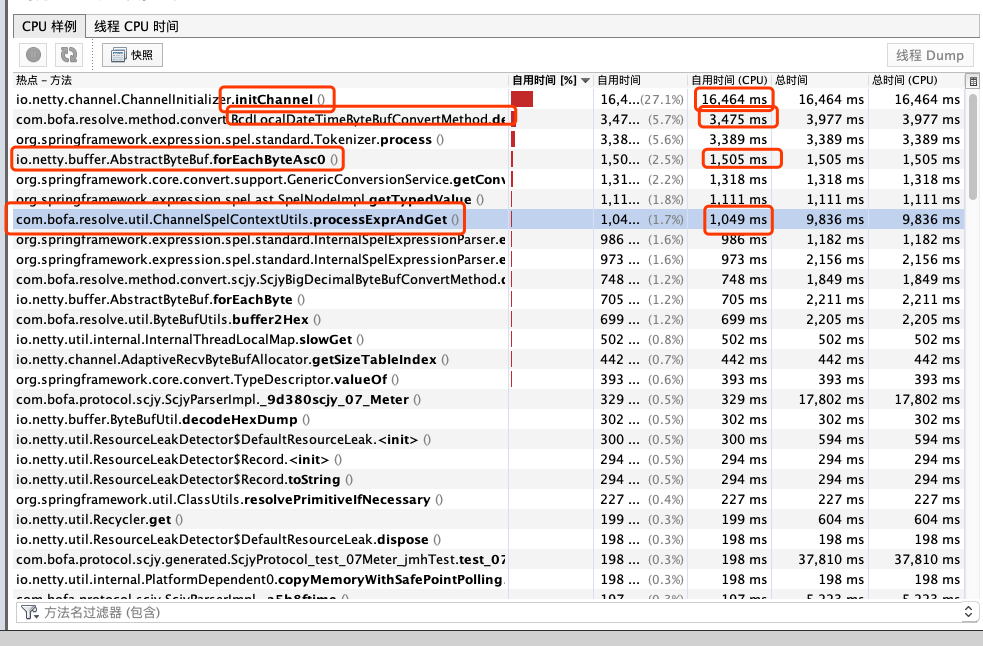 CPU 样例 线程 CPU 时间
快照 线程 Dump
热点 – 方法 自用时间 [%] 自用时间 自用时间 (CPU) 总时间 总时间 (CPU)
io.netty.channel.ChannelInitializer.initChannel () 16,4...(27.1%) 16,464 ms 16,464 ms 16,464 ms
com.bofa.resolve.method.convert.BcdLocalDateTimeByteBufConvertMethod.de 3,47... (5.7%) 3,475 ms 3,977 ms 3,977 ms
org.springframework.expression.spel.standard.Tokenizer.process () 3,38... (5.6%) 3,389 ms 3,389 ms 3,389 ms
io.netty.buffer.AbstractByteBuf.forEachByteAsc0 () 1,50... (2.5%) 1,505 ms 1,505 ms 1,505 ms
org.springframework.core.convert.support.GenericConversionService.getConv 1,31... (2.2%) 1,318 ms 1,318 ms 1,318 ms
org.springframework.expression.spel.ast.SpelNodeImpl.getTypedValue () 1,11... (1.8%) 1,111 ms 1,111 ms 1,111 ms
com.bofa.resolve.util.ChannelSpelContextUtils.processExprAndGet () 1,04... (1.7%) 1,049 ms 9,836 ms 9,836 ms
org.springframework.expression.spel.standard.InternalSpelExpressionParser.e 986 ... (1.6%) 986 ms 1,182 ms 1,182 ms
org.springframework.expression.spel.standard.InternalSpelExpressionParser.e 973 ... (1.6%) 973 ms 2,156 ms 2,156 ms
com.bofa.resolve.method.convert.scjy.ScjyBigDecimalByteBufConvertMethod.c 748 ... (1.2%) 748 ms 1,849 ms 1,849 ms
io.netty.buffer.AbstractByteBuf.forEachByte () 705 ... (1.2%) 705 ms 2,211 ms 2,211 ms
com.bofa.resolve.util.ByteBufUtils.buffer2Hex () 699 ... (1.2%) 699 ms 2,205 ms 2,205 ms
io.netty.util.internal.InternalThreadLocalMap.slowGet () 502 ... (0.8%) 502 ms 502 ms 502 ms
io.netty.channel.AdaptiveRecvByteBufAllocator.getSizeTableIndex () 442 ... (0.7%) 442 ms 442 ms 442 ms
org.springframework.core.convert.TypeDescriptor.valueOf () 393 ... (0.6%) 393 ms 393 ms 393 ms
com.bofa.protocol.scjy.ScjyParserImpl._9d380scjy_07_Meter () 329 ... (0.5%) 329 ms 17,802 ms 17,802 ms
io.netty.buffer.ByteBufUtil.decodeHexDump () 302 ... (0.5%) 302 ms 302 ms 302 ms
io.netty.util.ResourceLeakDetector$DefaultResourceLeak.<init> () 300 ... (0.5%) 300 ms 594 ms 594 ms
io.netty.util.ResourceLeakDetector$Record.<init> () 294 ... (0.5%) 294 ms 294 ms 294 ms
io.netty.util.ResourceLeakDetector$Record.toString () 294 ... (0.5%) 294 ms 294 ms 294 ms
org.springframework.util.ClassUtils.resolvePrimitiveIfNecessary () 227 ... (0.4%) 227 ms 227 ms 227 ms
io.netty.util.Recycler.get () 199 ... (0.3%) 199 ms 604 ms 604 ms
io.netty.util.ResourceLeakDetector$DefaultResourceLeak.dispose () 198 ... (0.3%) 198 ms 198 ms 198 ms
com.bofa.protocol.scjy.generated.ScjyProtocol_test_07Meter_jmhTest.test_07 198 ... (0.3%) 198 ms 37,810 ms 37,810 ms
io.netty.util.internal.PlatformDependent0.copyMemoryWithSafePointPolling 198 ... (0.3%) 198 ms 198 ms 198 ms
com.bofa.protocol.scjy.ScjyParserImpl._a5b8ftime () 197 ... (0.3%) 197 ms 5,223 ms 5,223 ms
方法名过滤器 (包含)